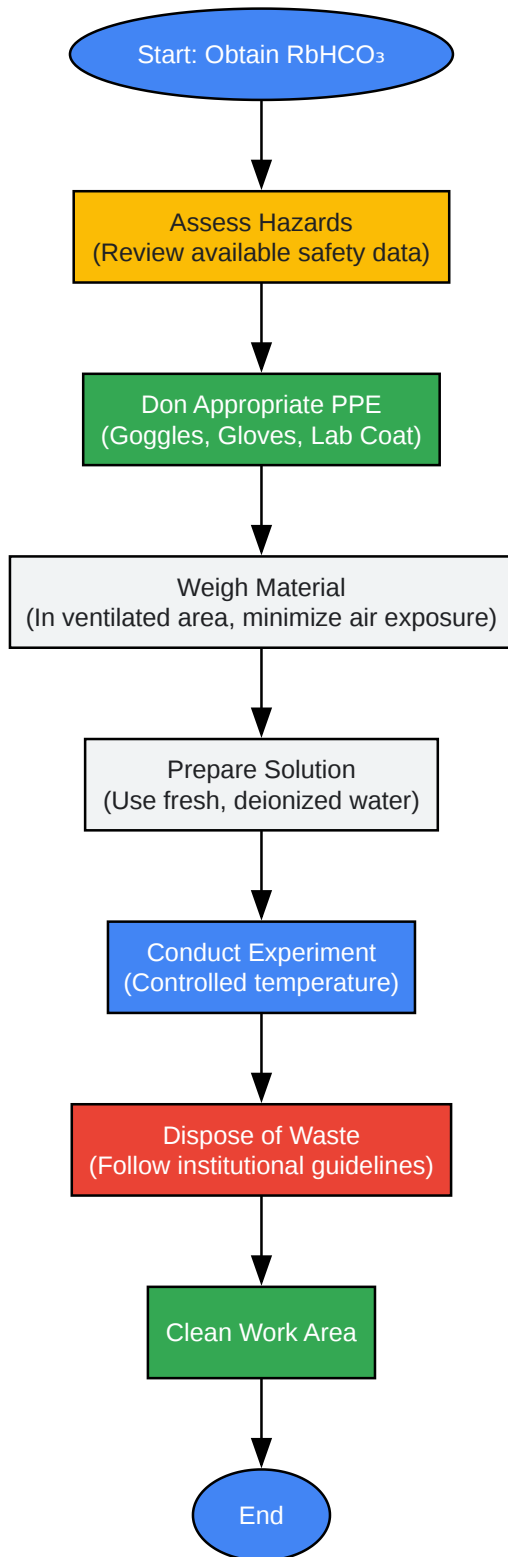 Start: Obtain RbHCO₃
Assess Hazards
(Review available safety data)
Don Appropriate PPE
(Goggles, Gloves, Lab Coat)
Weigh Material
(In ventilated area, minimize air exposure)
Prepare Solution
(Use fresh, deionized water)
Conduct Experiment
(Controlled temperature)
Dispose of Waste
(Follow institutional guidelines)
Clean Work Area
End